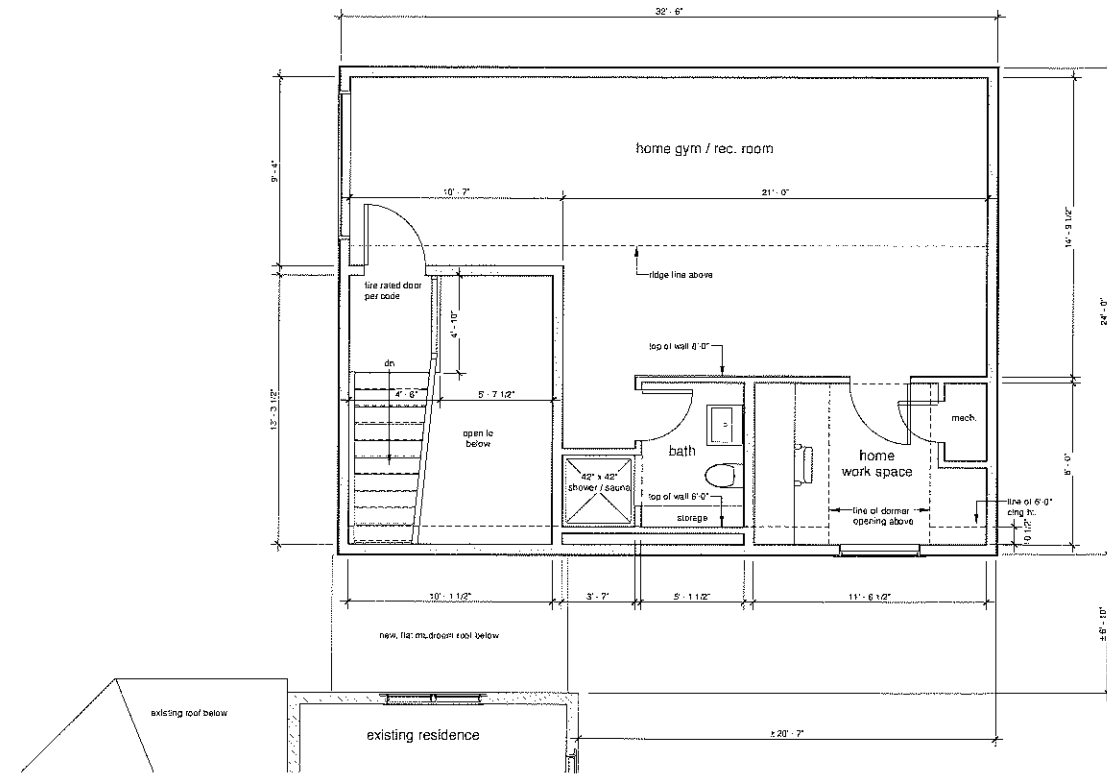 32' - 6"
home gym / rec. room
9' - 4"
10' - 7"
21' - 0"
14' - 9 1/2"
ridge line above
fire rated door
per code
4' - 10"
24' - 0"
top of wall 8'-0"
dn
4' - 6"
5' - 7 1/2"
13' - 3 1/2"
mech.
open to
below
bath
home
work space
8' - 0"
42" x 42"
shower / sauna
top of wall 6'-0"
storage
line of dormer
opening above
line of 6'-0"
clng ht.
10' - 1 1/2"
3' - 7"
5' - 1 1/2"
11' - 6 1/2"
± 6' - 10"
new, flat mudroom roof below
existing roof below
existing residence
± 20' - 7"